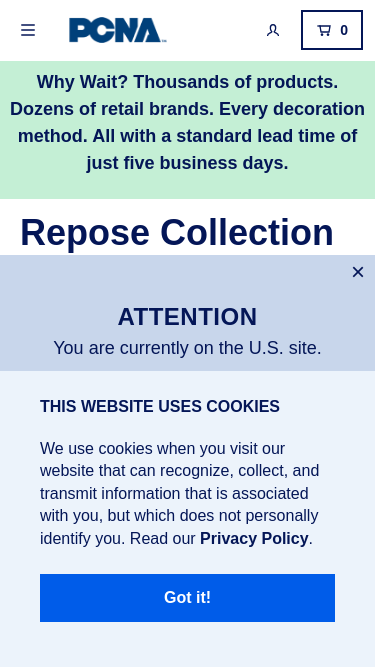 PCNA
0
Why Wait? Thousands of products.
Dozens of retail brands. Every decoration
method. All with a standard lead time of
just five business days.
Repose Collection
ATTENTION
You are currently on the U.S. site.
THIS WEBSITE USES COOKIES
We use cookies when you visit our
website that can recognize, collect, and
transmit information that is associated
with you, but which does not personally
identify you. Read our Privacy Policy.
Got it!